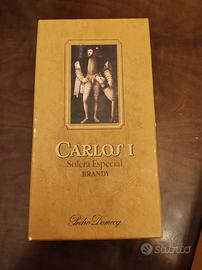 CARLOS I
Solera Especial
BRANDY
Pedro Domecq
subito